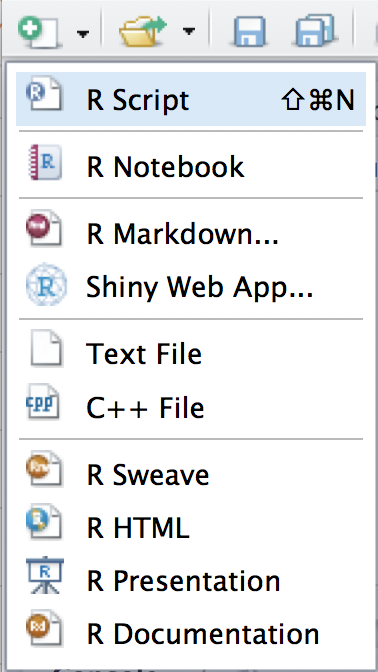 R Script ⇧⌘N
R Notebook
R Markdown...
Shiny Web App...
Text File
C++ File
R Sweave
R HTML
R Presentation
R Documentation